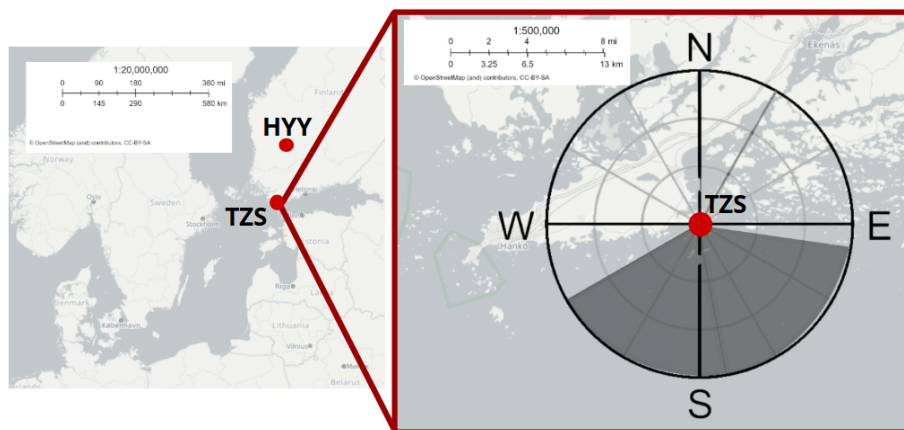 1:20,000,000
0 90 180 360 mi
0 145 290 580 km
© OpenStreetMap (and) contributors, CC-BY-SA
Finland
HYY
Norway
Oslo
Sweden
Helsinki
TZS
Stockholm
Estonia
Riga
Denmark
København
Lithuania
Vilnius
Belarus
1:500,000
0 2 4 8 mi
0 3.25 6.5 13 km
© OpenStreetMap (and) contributors, CC-BY-SA
N
Ekenäs
TZS
W
E
Hanko
S